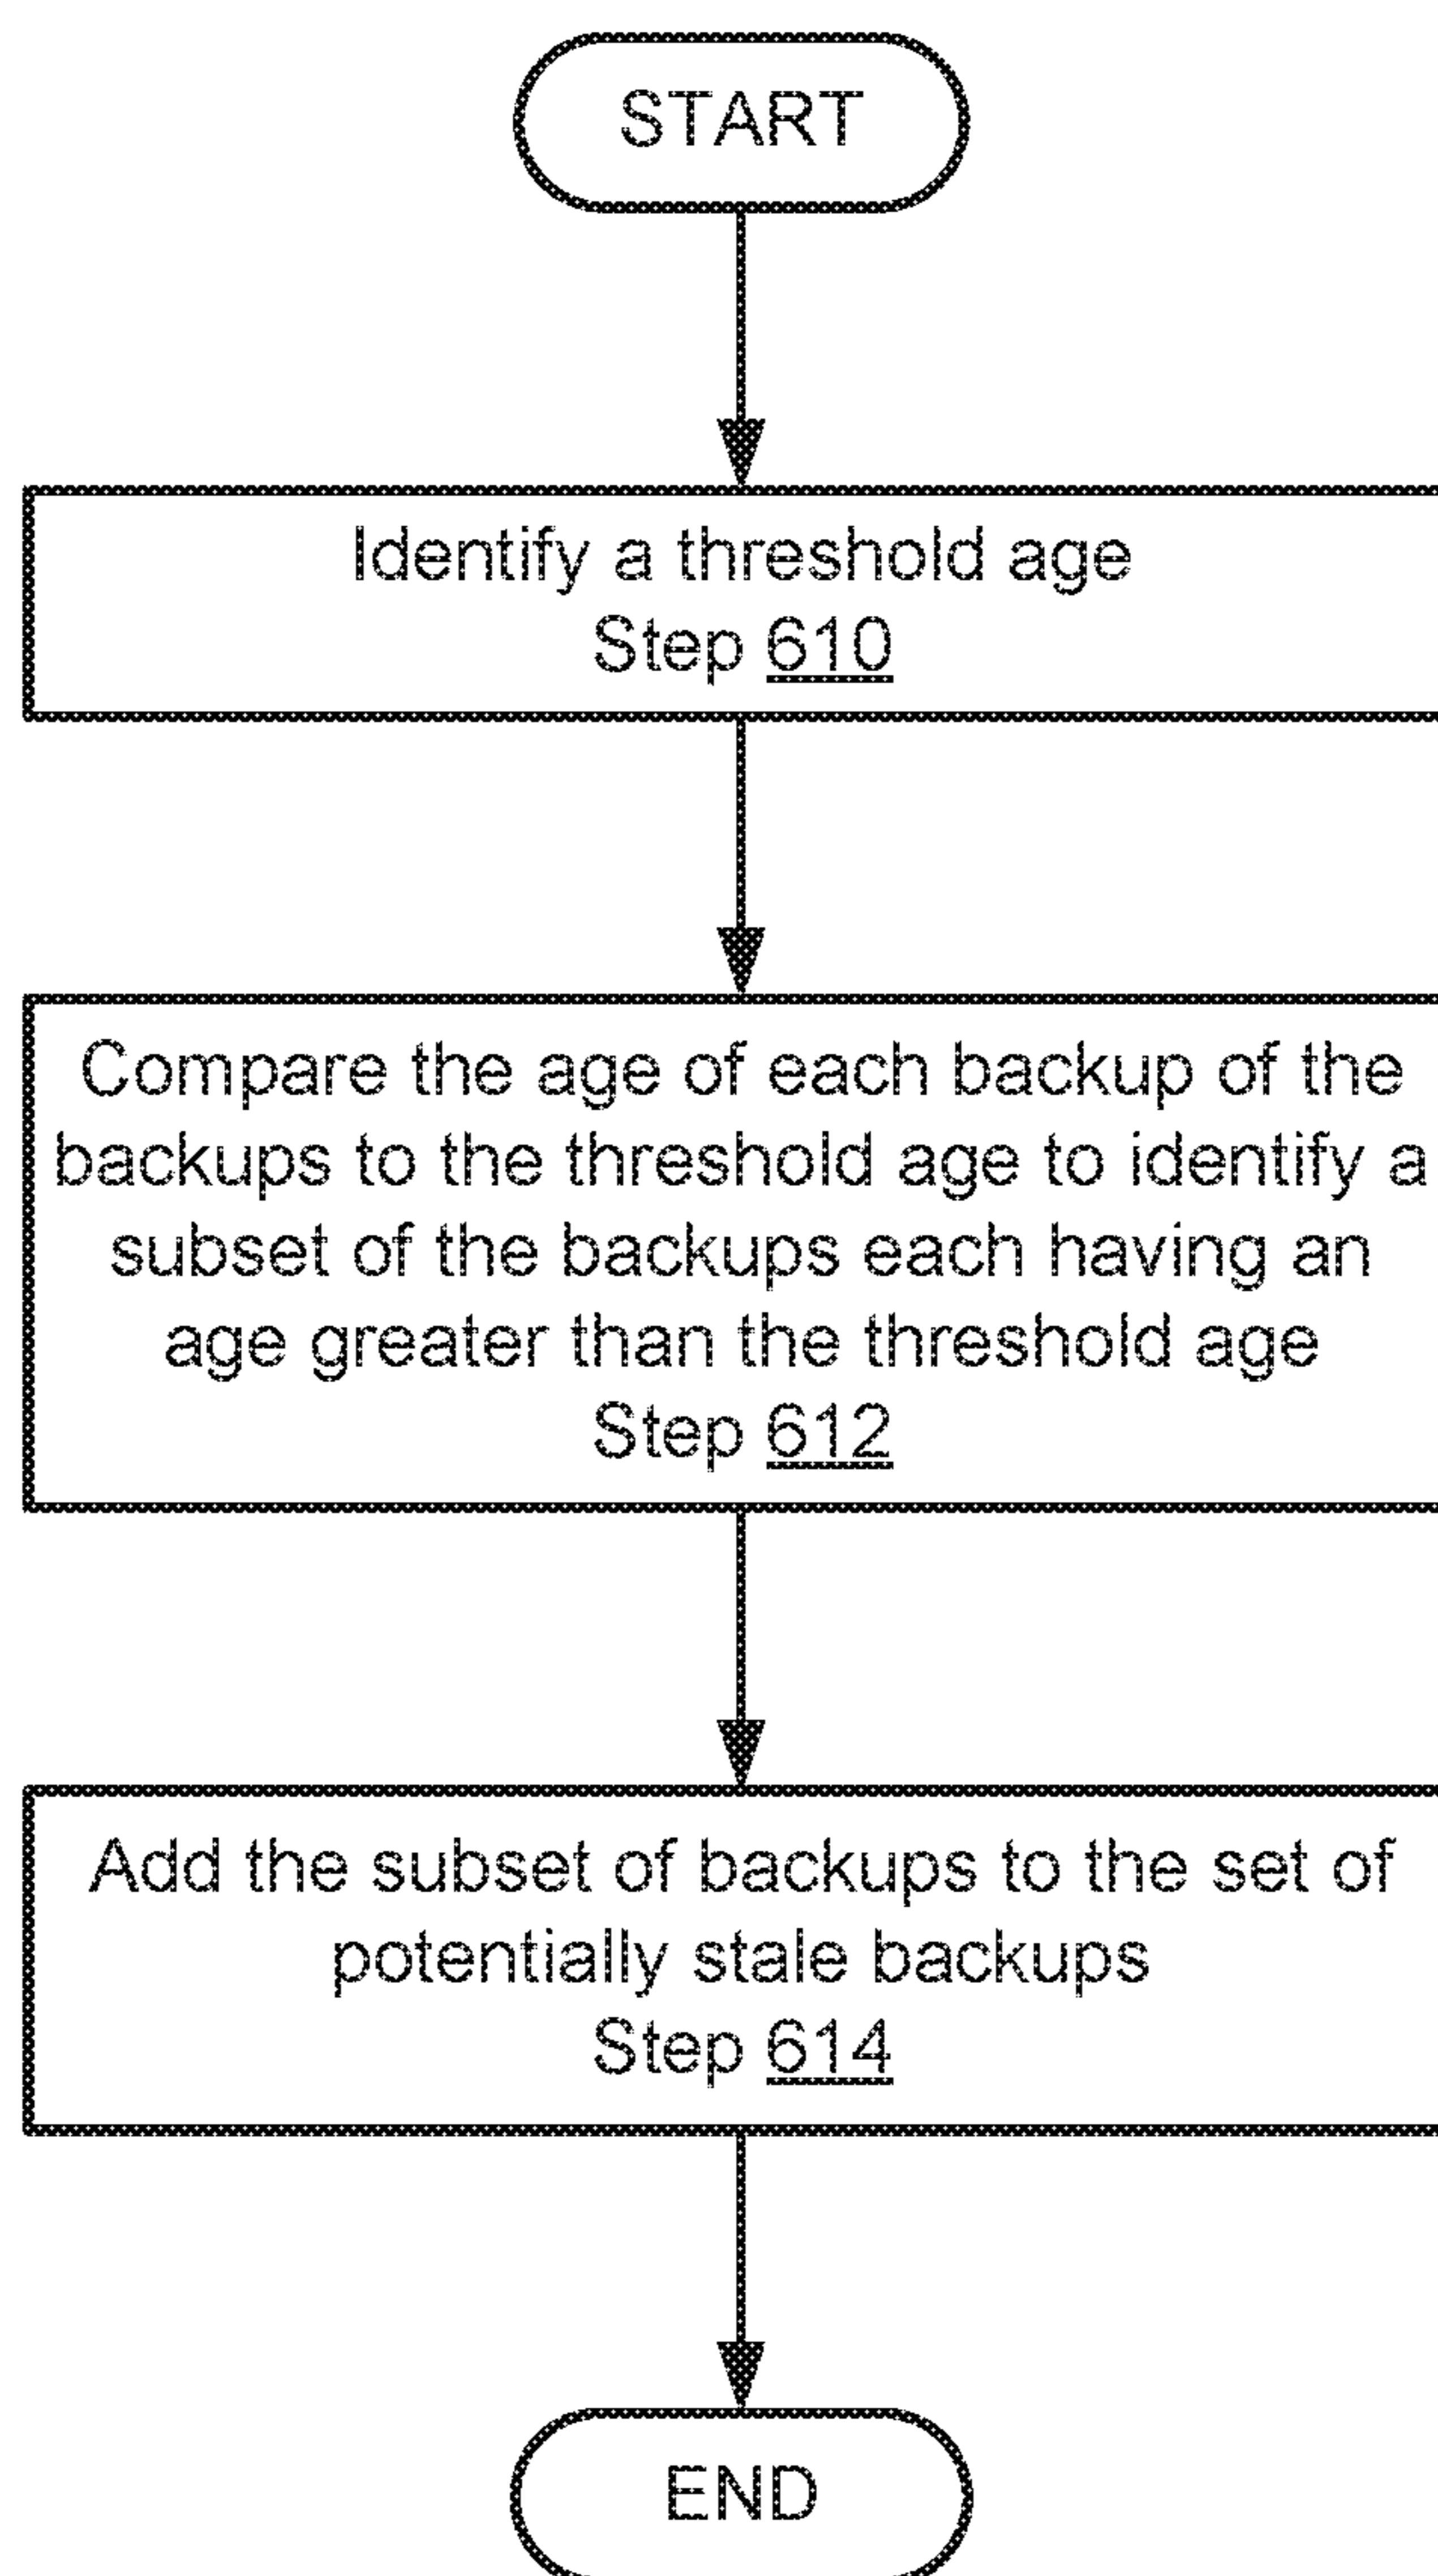 START
Identify a threshold age
Step 610
Compare the age of each backup of the
backups to the threshold age to identify a
subset of the backups each having an
age greater than the threshold age
Step 612
Add the subset of backups to the set of
potentially stale backups
Step 614
END